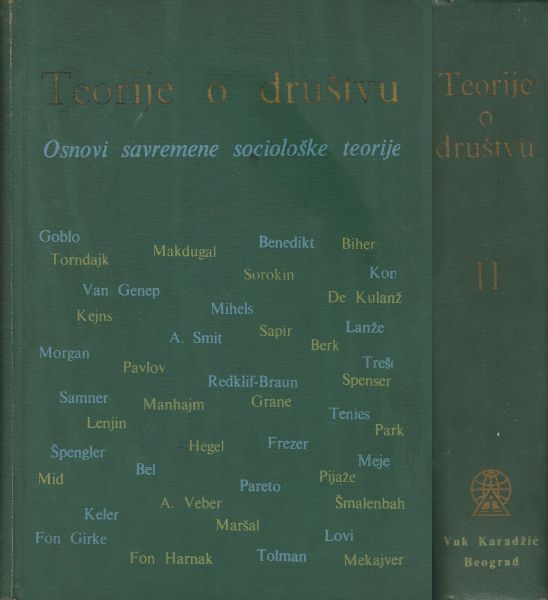 Teorije o društvu
Osnovi savremene sociološke teorije
Goblo
Torndajk
Makdugal
Benedikt
Biher
Sorokin
Kon
Van Genep
De Kulanž
Kejns
Mihels
A. Smit
Sapir
Berk
Lanže
Morgan
Pavlov
Treš
Redklif-Braun
Spenser
Samner
Manhajm
Grane
Tenies
Lenjin
Park
Špengler
Hegel
Frezer
Meje
Mid
Bel
Pareto
Pijaže
A. Veber
Šmalenbah
Keler
Maršal
Fon Girke
Lovi
Fon Harnak
Tolman
Mekajver
Teorije
o
društvu
II
Vuk Karadžić
Beograd